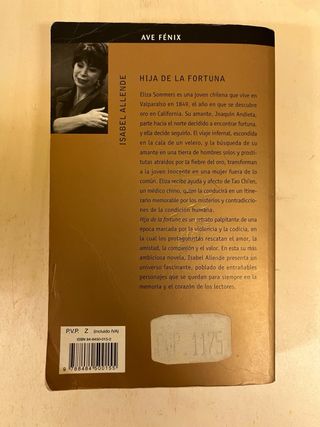 AVE FÉNIX
ISABEL ALLENDE
HIJA DE LA FORTUNA
Eliza Sommers es una joven chilena que vive en
Valparaíso en 1849, el año en que se descubre
oro en California. Su amante, Joaquín Andieta,
parte hacia el norte decidido a encontrar fortuna,
y ella decide seguirlo. El viaje infernal, escondida
en la cala de un velero, y la búsqueda de su
amante en una tierra de hombres solos y prosti-
tutas atraídos por la fiebre del oro, transforman
a la joven inocente en una mujer fuera de lo
común. Eliza recibe ayuda y afecto de Tao Chi'en,
un médico chino, quien la conducirá en un itine-
rario memorable por los misterios y contradiccio-
nes de la condición humana.
Hija de la fortuna es un retrato palpitante de una
época marcada por la violencia y la codicia, en
la cual los protagonistas rescatan el amor, la
amistad, la compasión y el valor. En esta su más
ambiciosa novela, Isabel Allende presenta un
universo fascinante, poblado de entrañables
personajes que se quedan para siempre en la
memoria y el corazón de los lectores.
P.V.P. 2 (incluido IVA)
ISBN 84-8450-015-2
9 788484 500155
PVP 1175